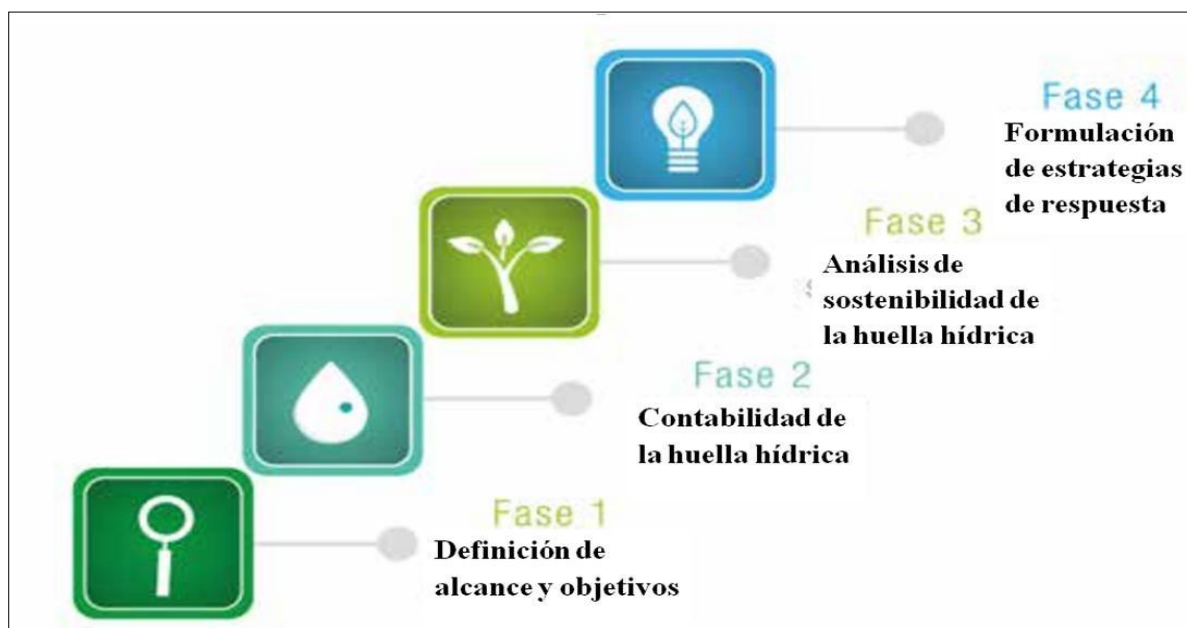 Fase 4
Formulación
de estrategias
de respuesta
Fase 3
Análisis de
sostenibilidad de
la huella hídrica
Fase 2
Contabilidad de
la huella hídrica
Fase 1
Definición de
alcance y objetivos